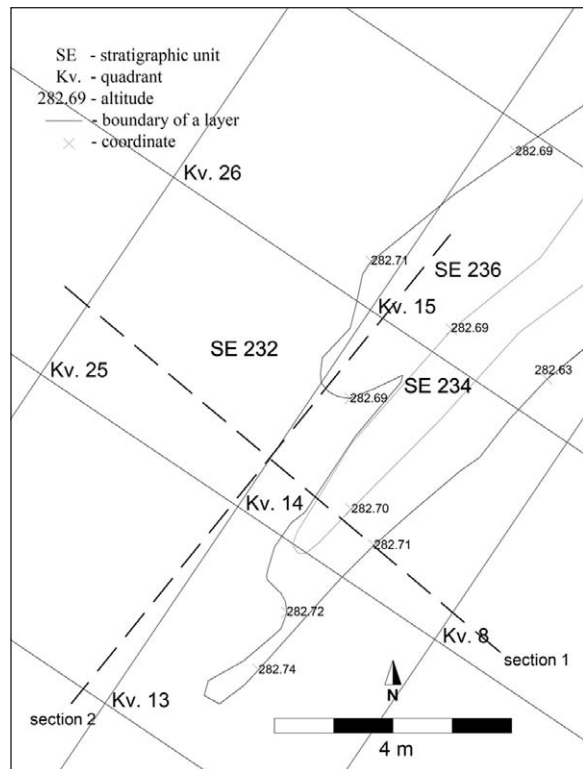 SE - stratigraphic unit
Kv. - quadrant
282.69 - altitude
- boundary of a layer
- coordinate
282.69
Kv. 26
282.71
SE 236
Kv. 15
282.69
SE 232
282.63
Kv. 25
SE 234
282.69
Kv. 14
282.70
282.71
282.72
Kv. 8
section 1
282.74
N
Kv. 13
section 2
4 m